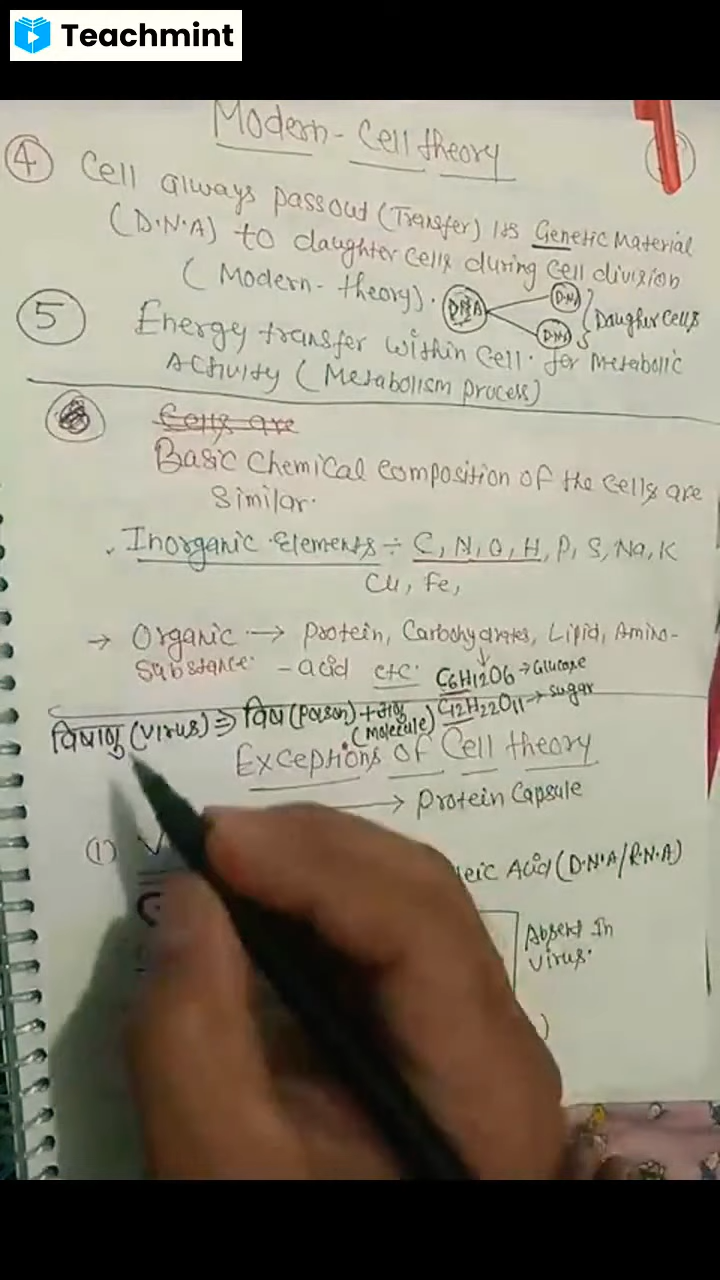 Teachmint
Modern - Cell theory
④ Cell always passout (Transfer) Its Genetic Material
(D.N.A) to daughter cells during cell division
(Modern - theory).
DNA D.N.A D.N.A Daugher cells
⑤ Energy transfer within cell. for Metabolic
Activity (Metabolism process)
Cells are
Basic Chemical composition of the cells are
Similar.
Inorganic Elements ÷ C, N, O, H, P, S, Na, K
Cu, Fe,
→ Organic → Protein, Carbohydrates, Lipid, Amino-
Substance - acid etc. C6H12O6 → Glucose
C12H22O11 → sugar
विषाणु (Virus) ⇒ विष (Poison) + अणु
(Molecule)
Exceptions of Cell theory
→ Protein Capsule
(1) V
leic Acid (D.N.A/R.N.A)
Absent In
Virus.